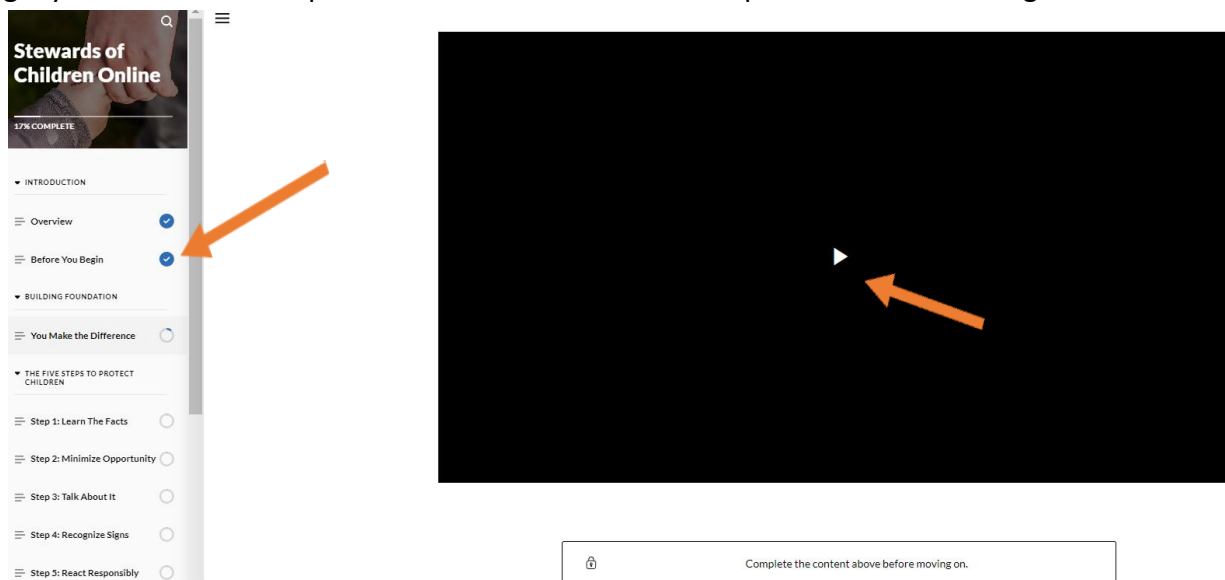 Stewards of
Children Online
17% COMPLETE
INTRODUCTION
Overview
Before You Begin
BUILDING FOUNDATION
You Make the Difference
THE FIVE STEPS TO PROTECT
CHILDREN
Step 1: Learn The Facts
Step 2: Minimize Opportunity
Step 3: Talk About It
Step 4: Recognize Signs
Step 5: React Responsibly
Complete the content above before moving on.